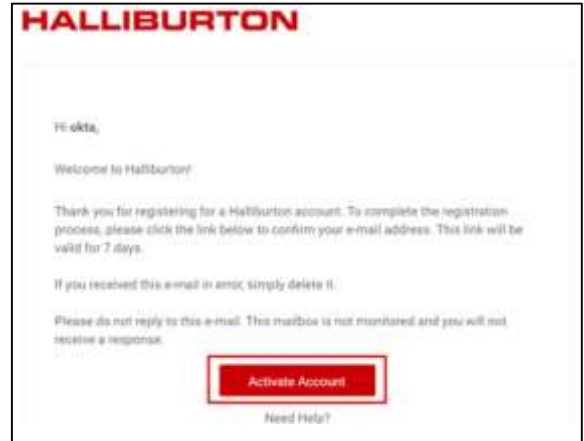 HALLIBURTON
Hi okta,
Welcome to Halliburton!
Thank you for registering for a Halliburton account. To complete the registration
process, please click the link below to confirm your e-mail address. This link will be
valid for 7 days.
If you received this e-mail in error, simply delete it.
Please do not reply to this e-mail. This mailbox is not monitored and you will not
receive a response.
Activate Account
Need Help?